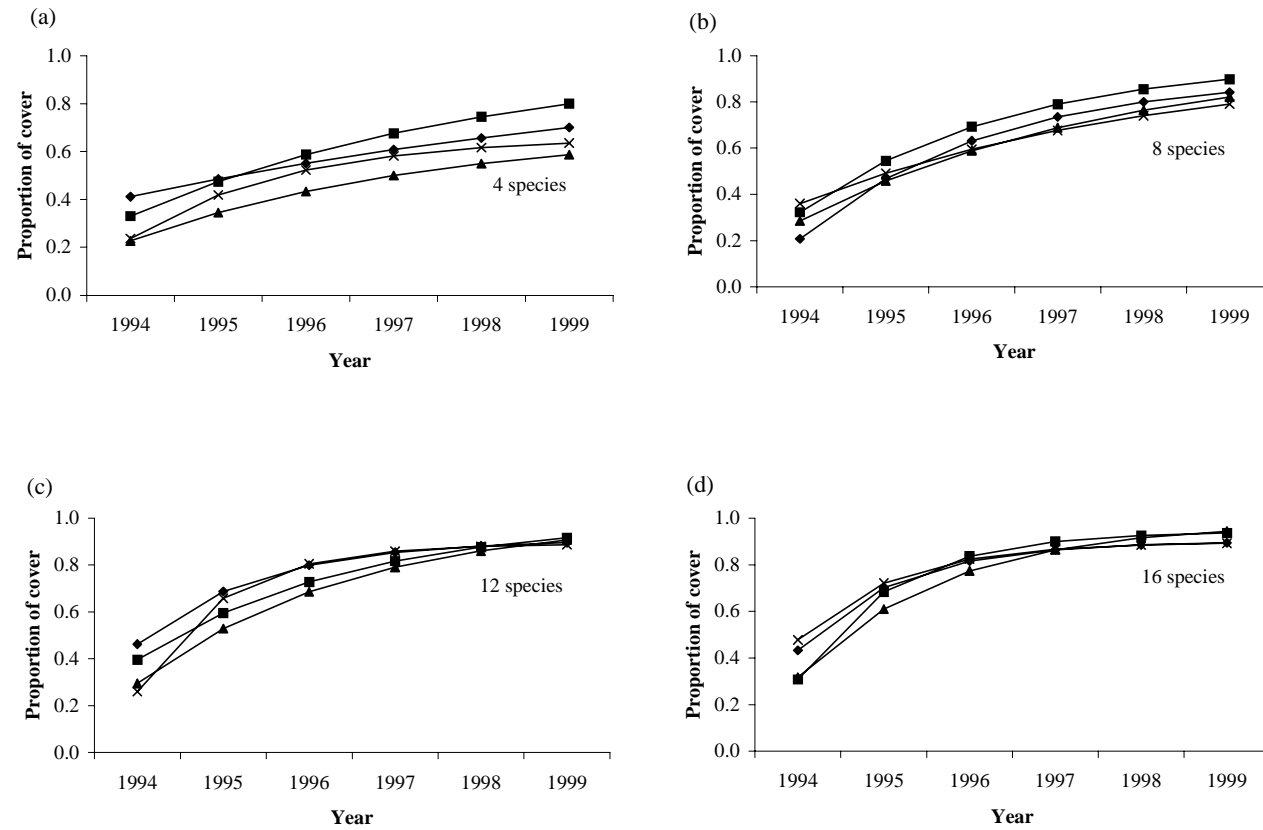 (a)
Proportion of cover
1.0
0.8
0.6
0.4
0.2
0.0
4 species
1994 1995 1996 1997 1998 1999
Year
(b)
Proportion of cover
1.0
0.8
0.6
0.4
0.2
0.0
8 species
1994 1995 1996 1997 1998 1999
Year
(c)
Proportion of cover
1.0
0.8
0.6
0.4
0.2
0.0
12 species
1994 1995 1996 1997 1998 1999
Year
(d)
Proportion of cover
1.0
0.8
0.6
0.4
0.2
0.0
16 species
1994 1995 1996 1997 1998 1999
Year